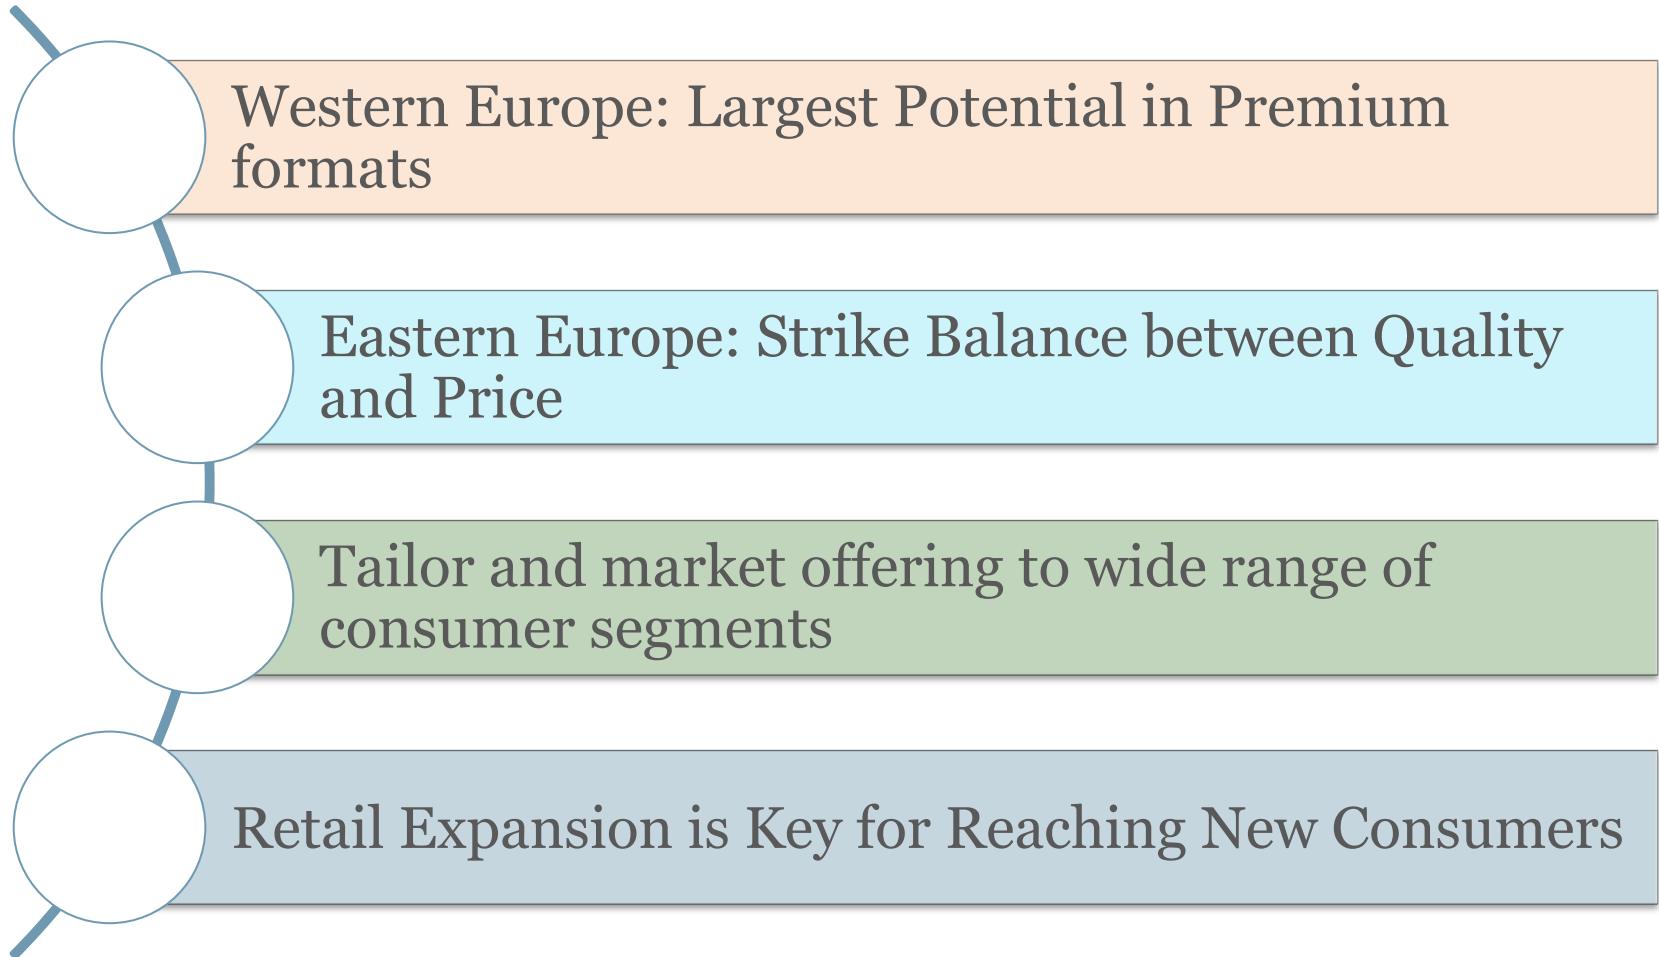 Western Europe: Largest Potential in Premium
formats
Eastern Europe: Strike Balance between Quality
and Price
Tailor and market offering to wide range of
consumer segments
Retail Expansion is Key for Reaching New Consumers